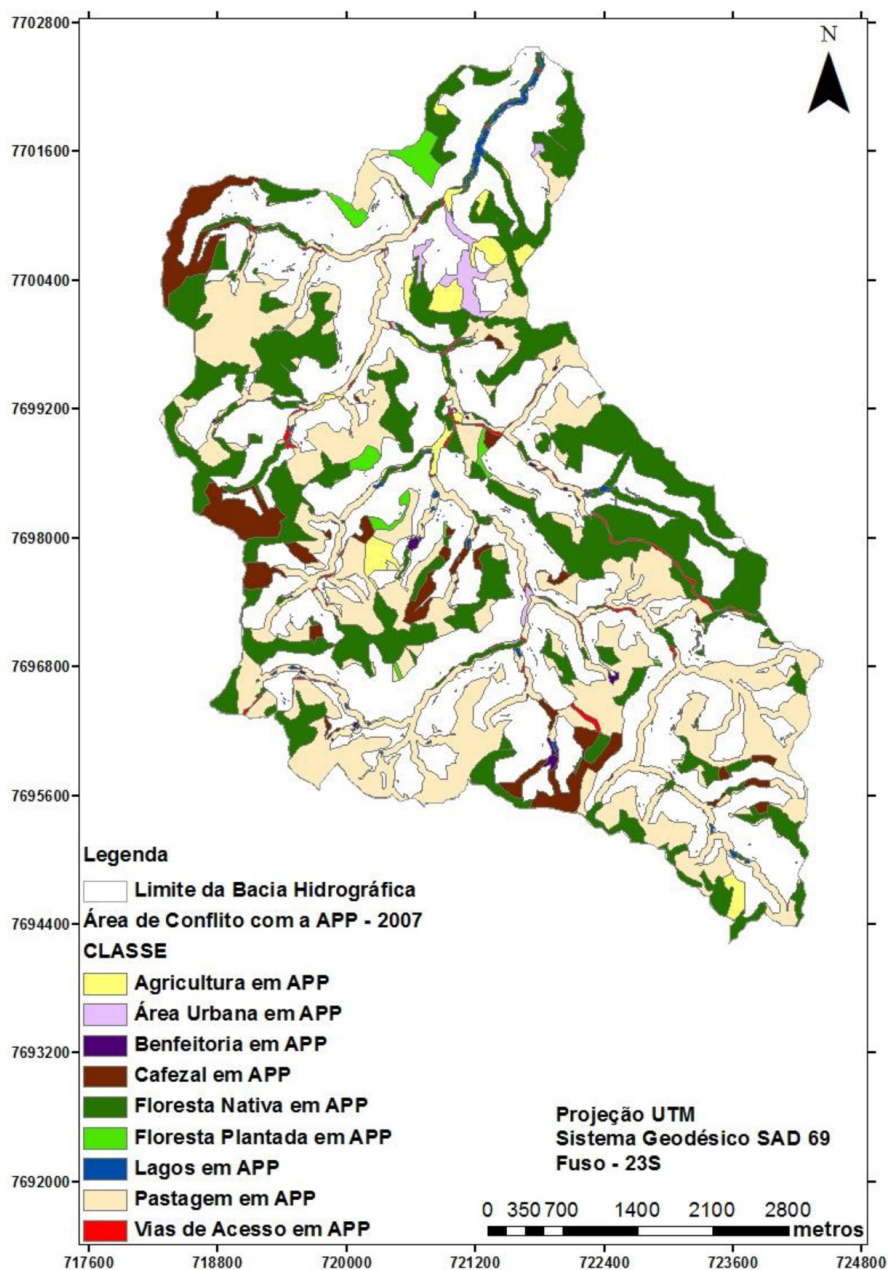 7702800
N
7701600
7700400
7699200
7698000
7696800
7695600
Legenda
Limite da Bacia Hidrográfica
7694400
Área de Conflito com a APP - 2007
CLASSE
Agricultura em APP
Área Urbana em APP
7693200
Benfeitoria em APP
Cafezal em APP
Floresta Nativa em APP
Floresta Plantada em APP
Lagos em APP
7692000
Pastagem em APP
Vias de Acesso em APP
Projeção UTM
Sistema Geodésico SAD 69
Fuso - 23S
0 350 700 1400 2100 2800
metros
717600 718800 720000 721200 722400 723600 724800